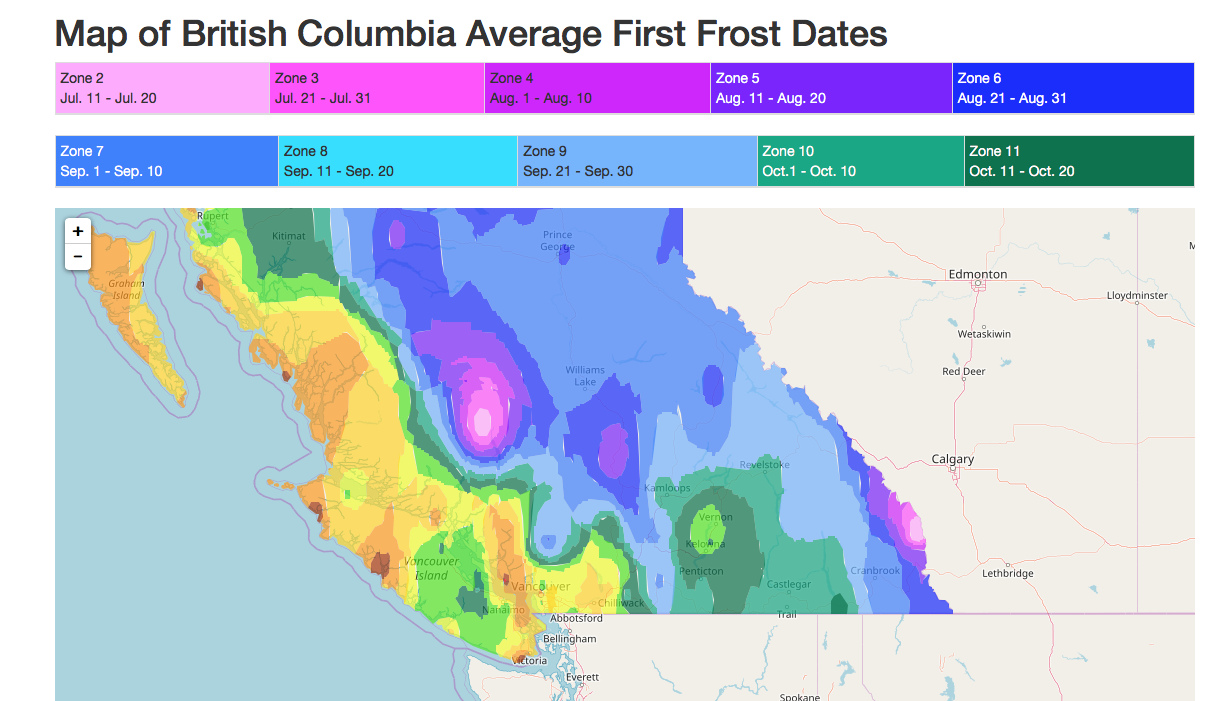 Map of British Columbia Average First Frost Dates
Zone 2
Jul. 11 - Jul. 20
Zone 3
Jul. 21 - Jul. 31
Zone 4
Aug. 1 - Aug. 10
Zone 5
Aug. 11 - Aug. 20
Zone 6
Aug. 21 - Aug. 31
Zone 7
Sep. 1 - Sep. 10
Zone 8
Sep. 11 - Sep. 20
Zone 9
Sep. 21 - Sep. 30
Zone 10
Oct.1 - Oct. 10
Zone 11
Oct. 11 - Oct. 20
+
−
Rupert
Kitimat
Prince
George
Graham
Island
Edmonton
Lloydminster
Wetaskiwin
Red Deer
Williams
Lake
Calgary
Revelstoke
Kamloops
Vernon
Kelowna
Penticton
Castlegar
Cranbrook
Lethbridge
Trail
Vancouver
Island
Vancouver
Nanaimo
Chilliwack
Abbotsford
Bellingham
Victoria
Everett
Spokane